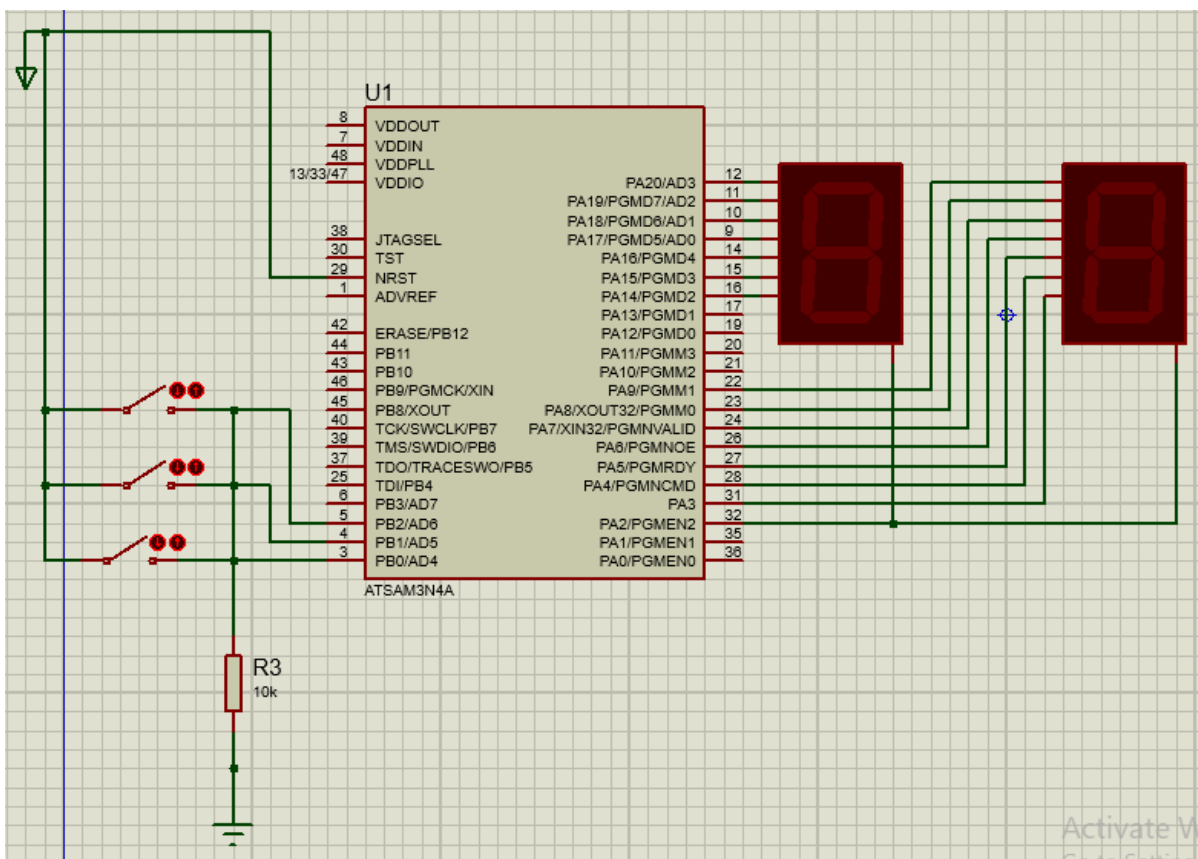 U1
8 VDDOUT
7 VDDIN
48 VDDPLL
13/33/47 VDDIO
38 JTAGSEL
30 TST
29 NRST
1 ADVREF
42 ERASE/PB12
44 PB11
43 PB10
46 PB9/PGMCK/XIN
45 PB8/XOUT
40 TCK/SWCLK/PB7
39 TMS/SWDIO/PB6
37 TDO/TRACESWO/PB5
25 TDI/PB4
6 PB3/AD7
5 PB2/AD6
4 PB1/AD5
3 PB0/AD4
PA20/AD3 12
PA19/PGMD7/AD2 11
PA18/PGMD6/AD1 10
PA17/PGMD5/AD0 9
PA16/PGMD4 14
PA15/PGMD3 15
PA14/PGMD2 16
PA13/PGMD1 17
PA12/PGMD0 19
PA11/PGMM3 20
PA10/PGMM2 21
PA9/PGMM1 22
PA8/XOUT32/PGMM0 23
PA7/XIN32/PGMNVALID 24
PA6/PGMNOE 26
PA5/PGMRDY 27
PA4/PGMNCMD 28
PA3 31
PA2/PGMEN2 32
PA1/PGMEN1 35
PA0/PGMEN0 36
ATSAM3N4A
R3
10k
Activate W